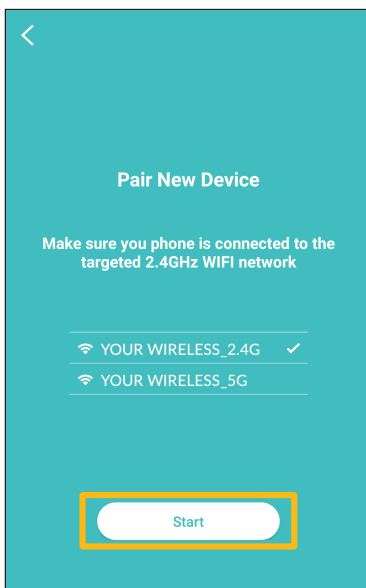 Pair New Device
Make sure you phone is connected to the
targeted 2.4GHz WIFI network
YOUR WIRELESS_2.4G
YOUR WIRELESS_5G
Start